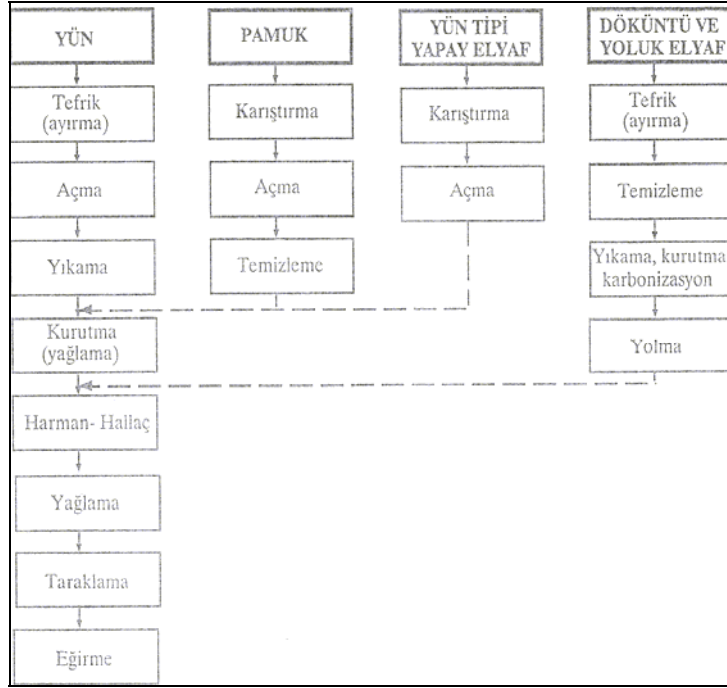 YÜN
Tefrik
(ayırma)
Açma
Yıkama
Kurutma
(yağlama)
Harman- Hallaç
Yağlama
Taraklama
Eğirme
PAMUK
Karıştırma
Açma
Temizleme
YÜN TİPİ
YAPAY ELYAF
Karıştırma
Açma
DÖKÜNTÜ VE
YOLUK ELYAF
Tefrik
(ayırma)
Temizleme
Yıkama, kurutma
karbonizasyon
Yolma